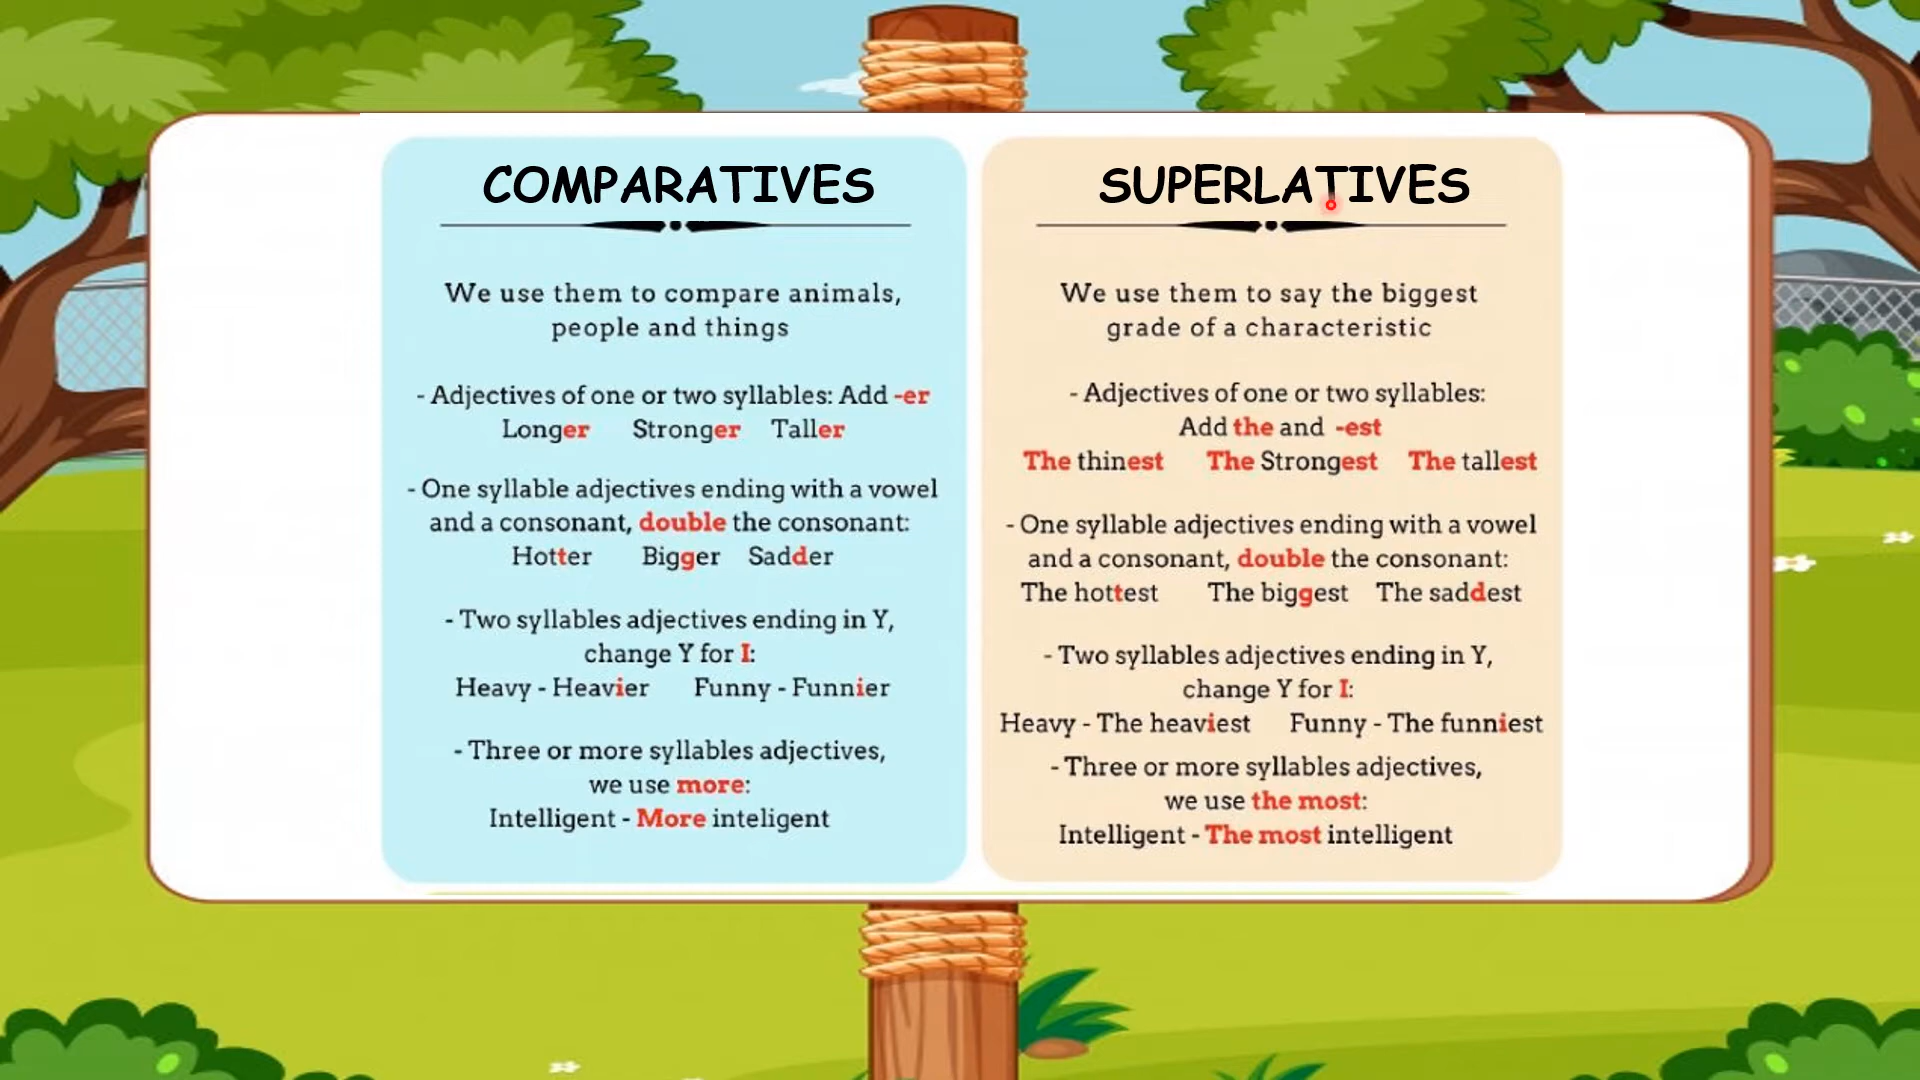 COMPARATIVES
We use them to compare animals,
people and things
- Adjectives of one or two syllables: Add -er
Longer Stronger Taller
- One syllable adjectives ending with a vowel
and a consonant, double the consonant:
Hotter Bigger Sadder
- Two syllables adjectives ending in Y,
change Y for I:
Heavy - Heavier Funny - Funnier
- Three or more syllables adjectives,
we use more:
Intelligent - More inteligent
SUPERLATIVES
We use them to say the biggest
grade of a characteristic
- Adjectives of one or two syllables:
Add the and -est
The thinest The Strongest The tallest
- One syllable adjectives ending with a vowel
and a consonant, double the consonant:
The hottest The biggest The saddest
- Two syllables adjectives ending in Y,
change Y for I:
Heavy - The heaviest Funny - The funniest
- Three or more syllables adjectives,
we use the most:
Intelligent - The most intelligent